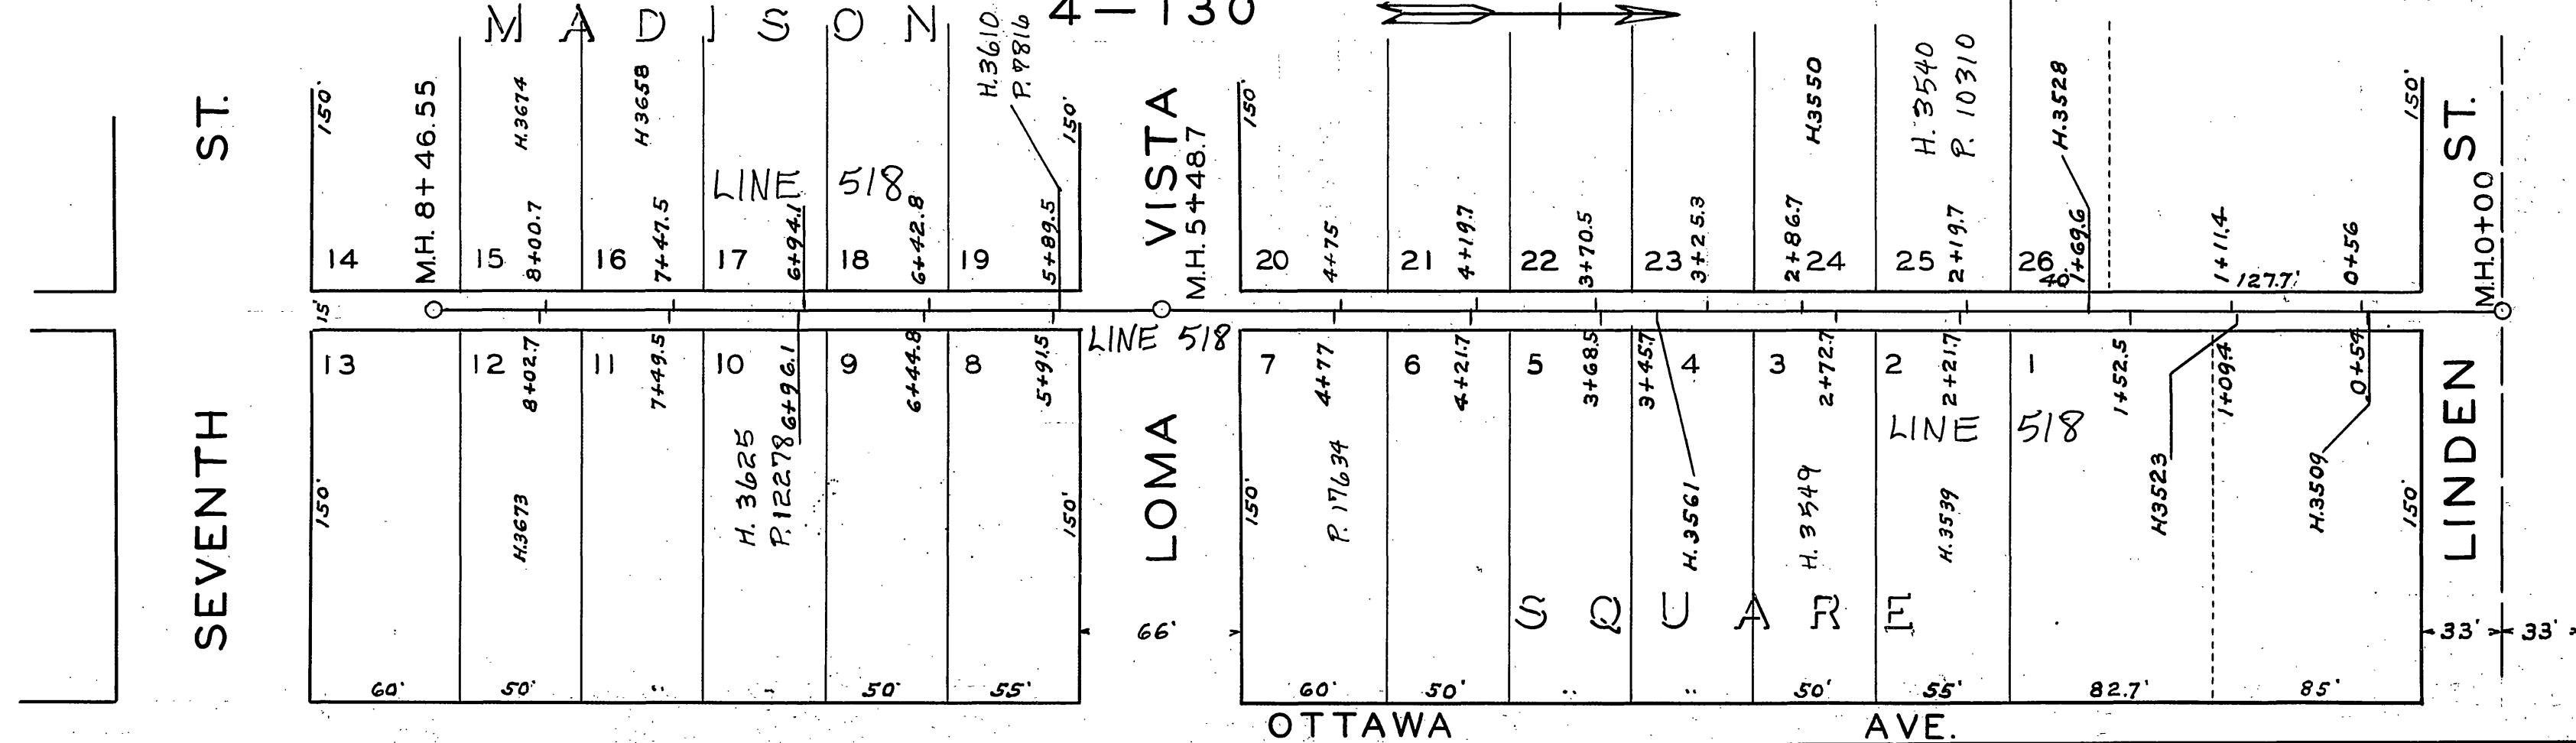 MADISON
4-130
ST.
150'
M.H. 8+46.55
H.3674
H3658
H.3610
P.7816
150'
VISTA
M.H. 5+48.7
150'
H.3550
H.3540
P. 10310
H.3528
150'
ST.
M.H. 0+00
LINE 518
14
15
8+00.7
16
7+47.5
17
6+94.1
18
6+42.8
19
5+89.5
20
4+75
21
4+19.7
22
3+70.5
23
3+25.3
2+86.7
24
25
2+19.7
26
40'
1+69.6
1+11.4
127.7'
0+56
15'
LINE 518
13
12
8+02.7
11
7+49.5
10
6+96.1
9
6+44.8
8
5+91.5
7
4+77
6
4+21.7
5
3+68.5
3+45.7
4
3
2+72.7
2
2+21.7
1
1+52.5
1+09.4
0+54
LINE 518
SEVENTH
150'
H.3673
H. 3625
P.12278
150'
LOMA
150'
P. 17634
H.3561
H. 3549
H.3539
H3523
H.3509
150'
LINDEN
SQUARE
66'
33'
33'
60'
50'
"
"
50'
55'
60'
50'
"
"
50'
55'
82.7'
85'
OTTAWA AVE.